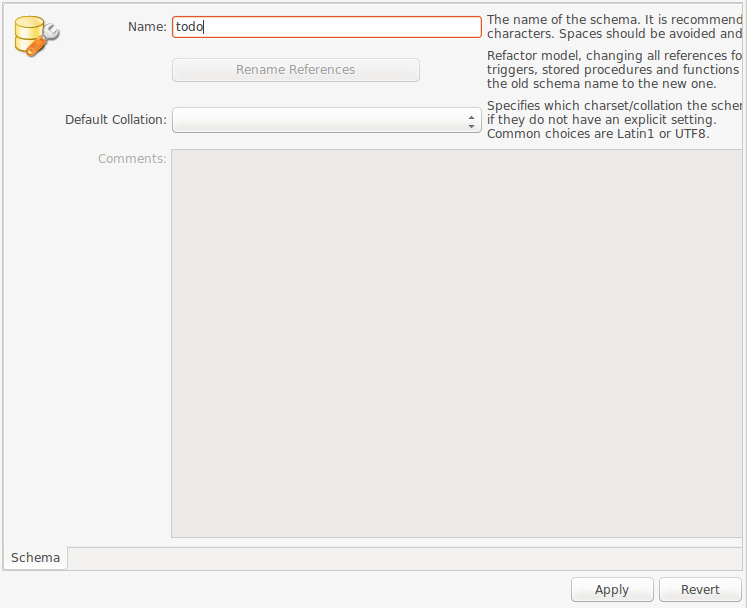 Name:
todo
The name of the schema. It is recommend
characters. Spaces should be avoided and
Rename References
Refactor model, changing all references fo
triggers, stored procedures and functions
the old schema name to the new one.
Default Collation:
Specifies which charset/collation the scher
if they do not have an explicit setting.
Common choices are Latin1 or UTF8.
Comments:
Schema
Apply
Revert